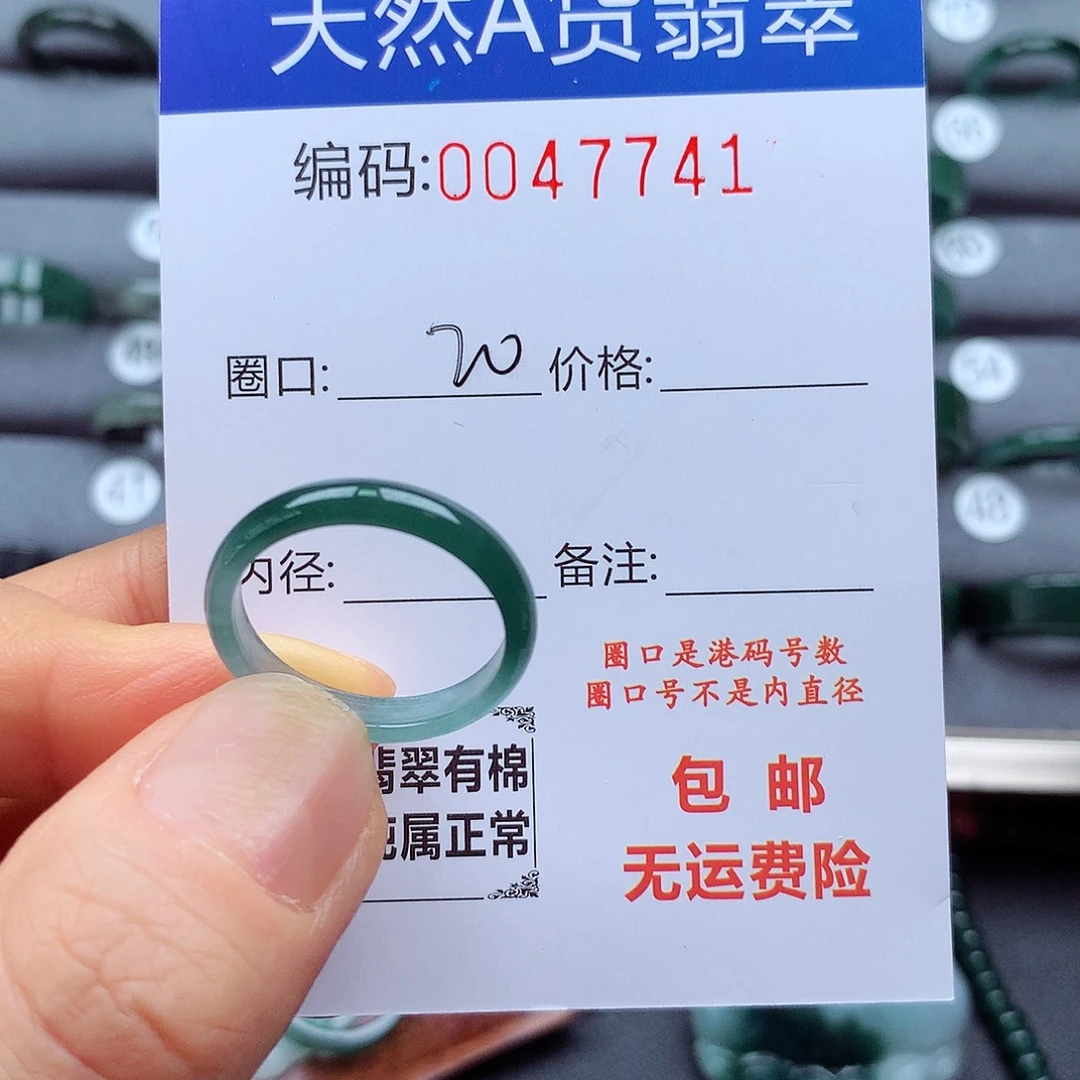 天然A货翡翠
编码:0047741
圈口: 20 价格:
内径: 备注:
圈口是港码号数
圈口号不是内直径
翡翠有棉
纯属正常
包邮
无运费险
41
48
54